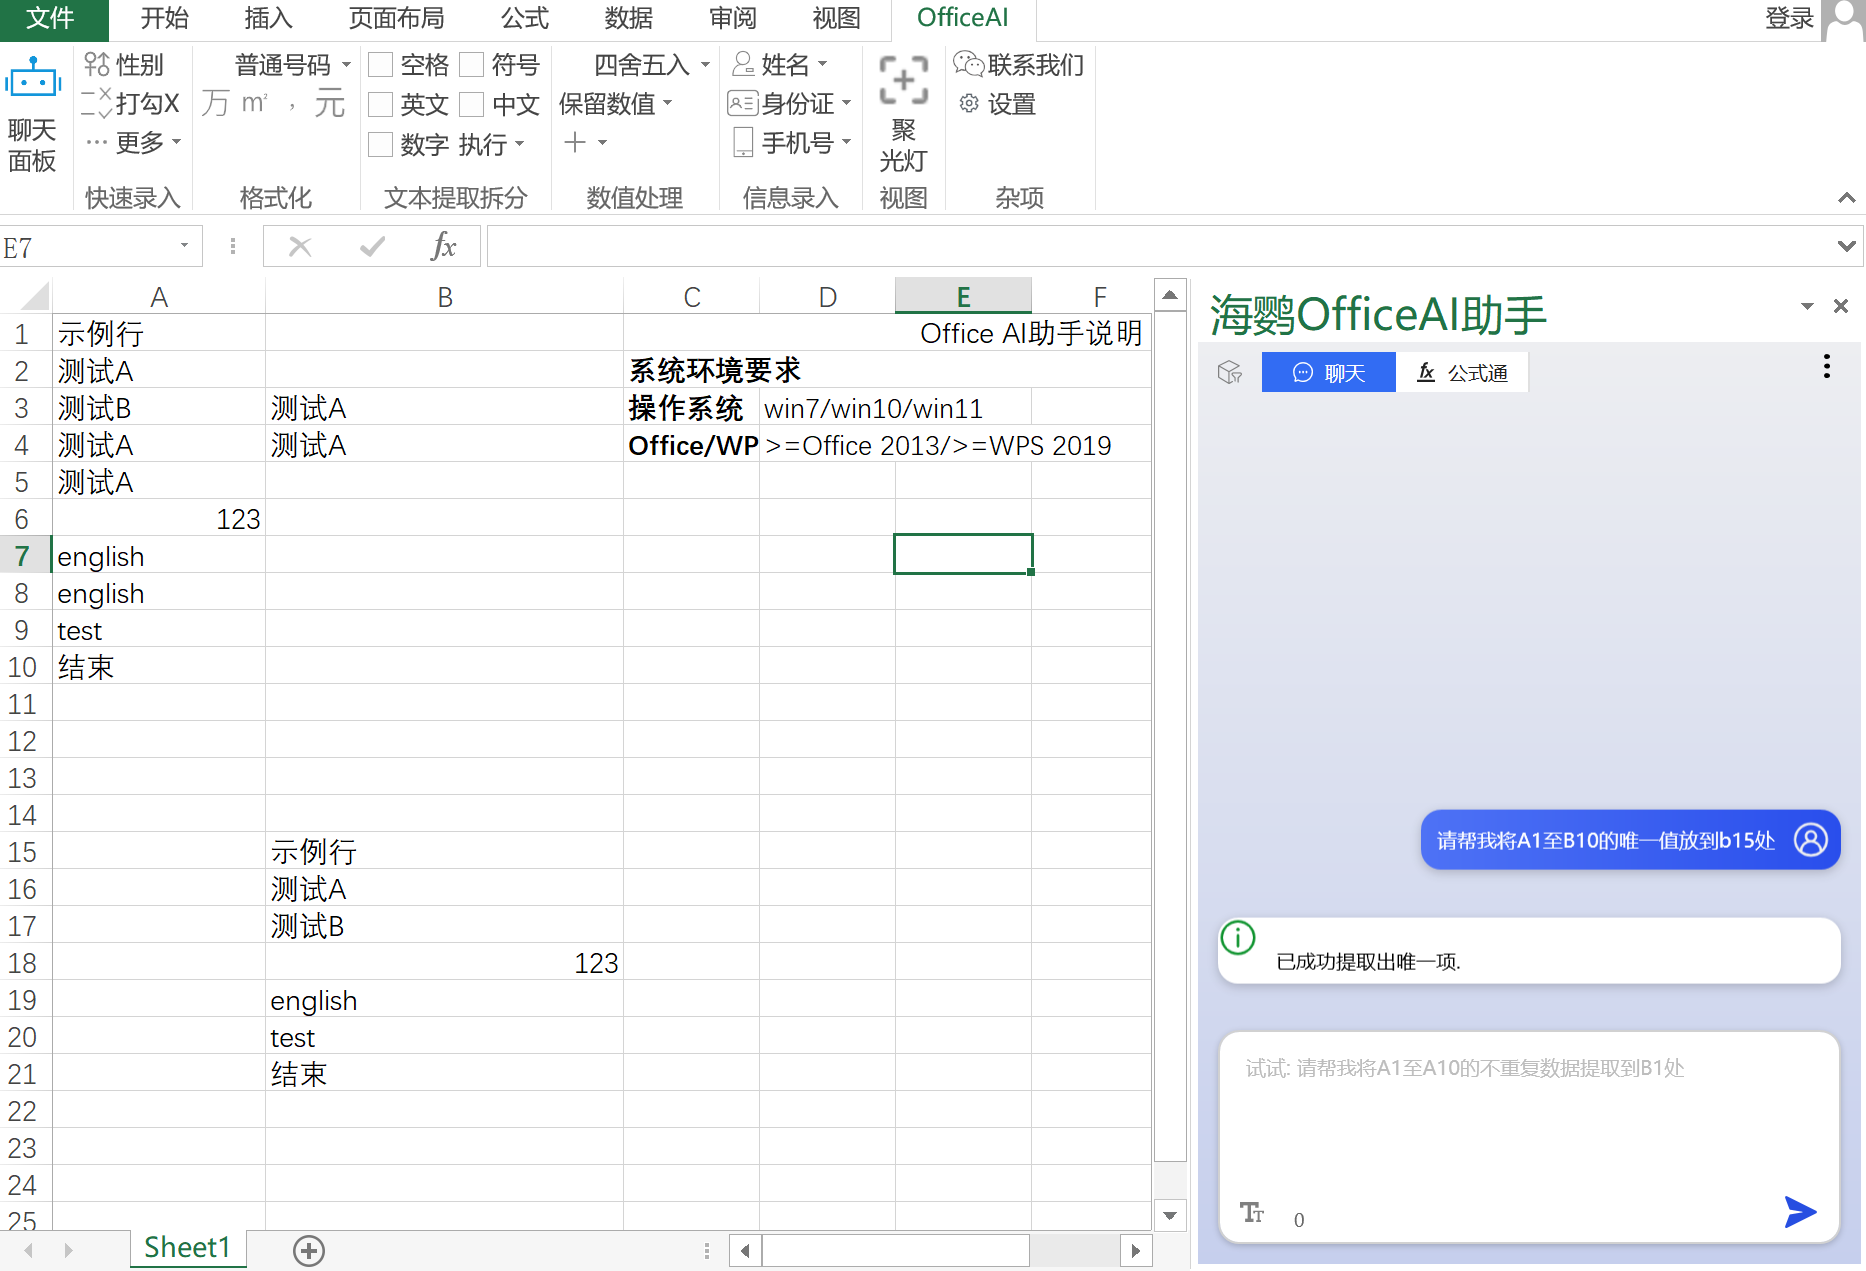 文件 开始 插入 页面布局 公式 数据 审阅 视图 OfficeAI 登录
聊天面板
性别
打勾X
更多
快速录入
普通号码
万 m² , 元
格式化
空格 符号
英文 中文
数字 执行
文本提取拆分
四舍五入
保留数值
数值处理
姓名
身份证
手机号
信息录入
聚光灯
视图
联系我们
设置
杂项
E7 fx
A B C D E F
1 示例行 Office AI助手说明
2 测试A 系统环境要求
3 测试B 测试A 操作系统 win7/win10/win11
4 测试A 测试A Office/WP >=Office 2013/>=WPS 2019
5 测试A
6 123
7 english
8 english
9 test
10 结束
11
12
13
14
15 示例行
16 测试A
17 测试B
18 123
19 english
20 test
21 结束
22
23
24
25
Sheet1
海鹦OfficeAI助手
聊天 fx 公式通
请帮我将A1至B10的唯一值放到b15处
已成功提取出唯一项.
试试: 请帮我将A1至A10的不重复数据提取到B1处
TT 0